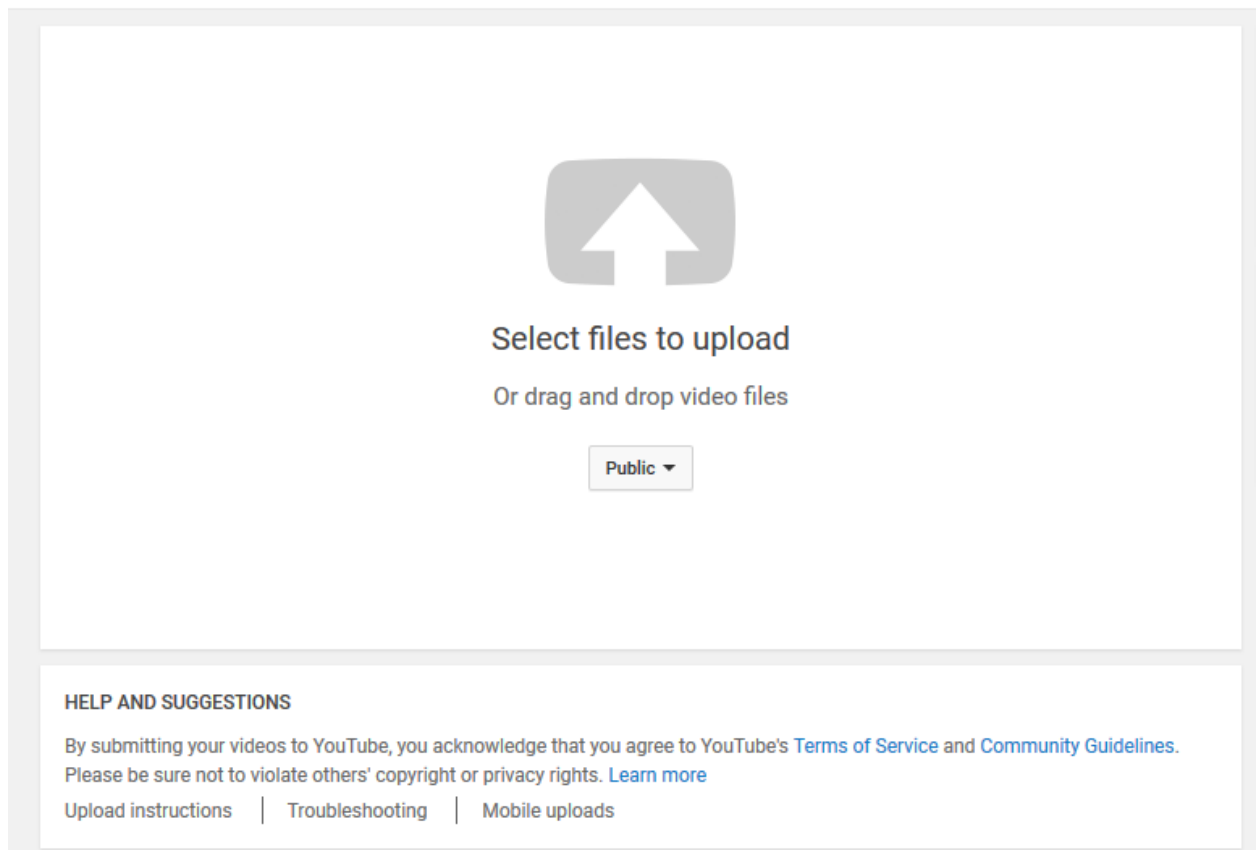 Select files to upload
Or drag and drop video files
Public
HELP AND SUGGESTIONS
By submitting your videos to YouTube, you acknowledge that you agree to YouTube's Terms of Service and Community Guidelines.
Please be sure not to violate others' copyright or privacy rights. Learn more
Upload instructions | Troubleshooting | Mobile uploads